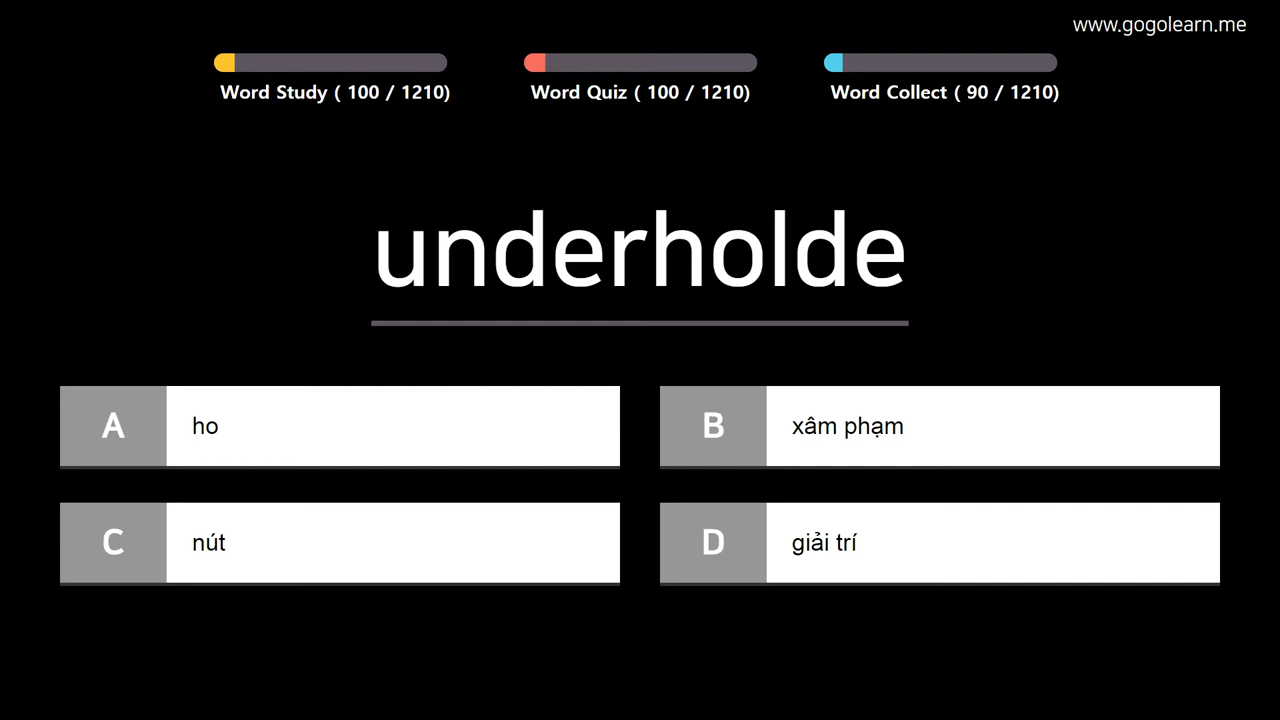 www.gogolearn.me
Word Study ( 100 / 1210)
Word Quiz ( 100 / 1210)
Word Collect ( 90 / 1210)
underholde
A ho
B xâm phạm
C nút
D giải trí